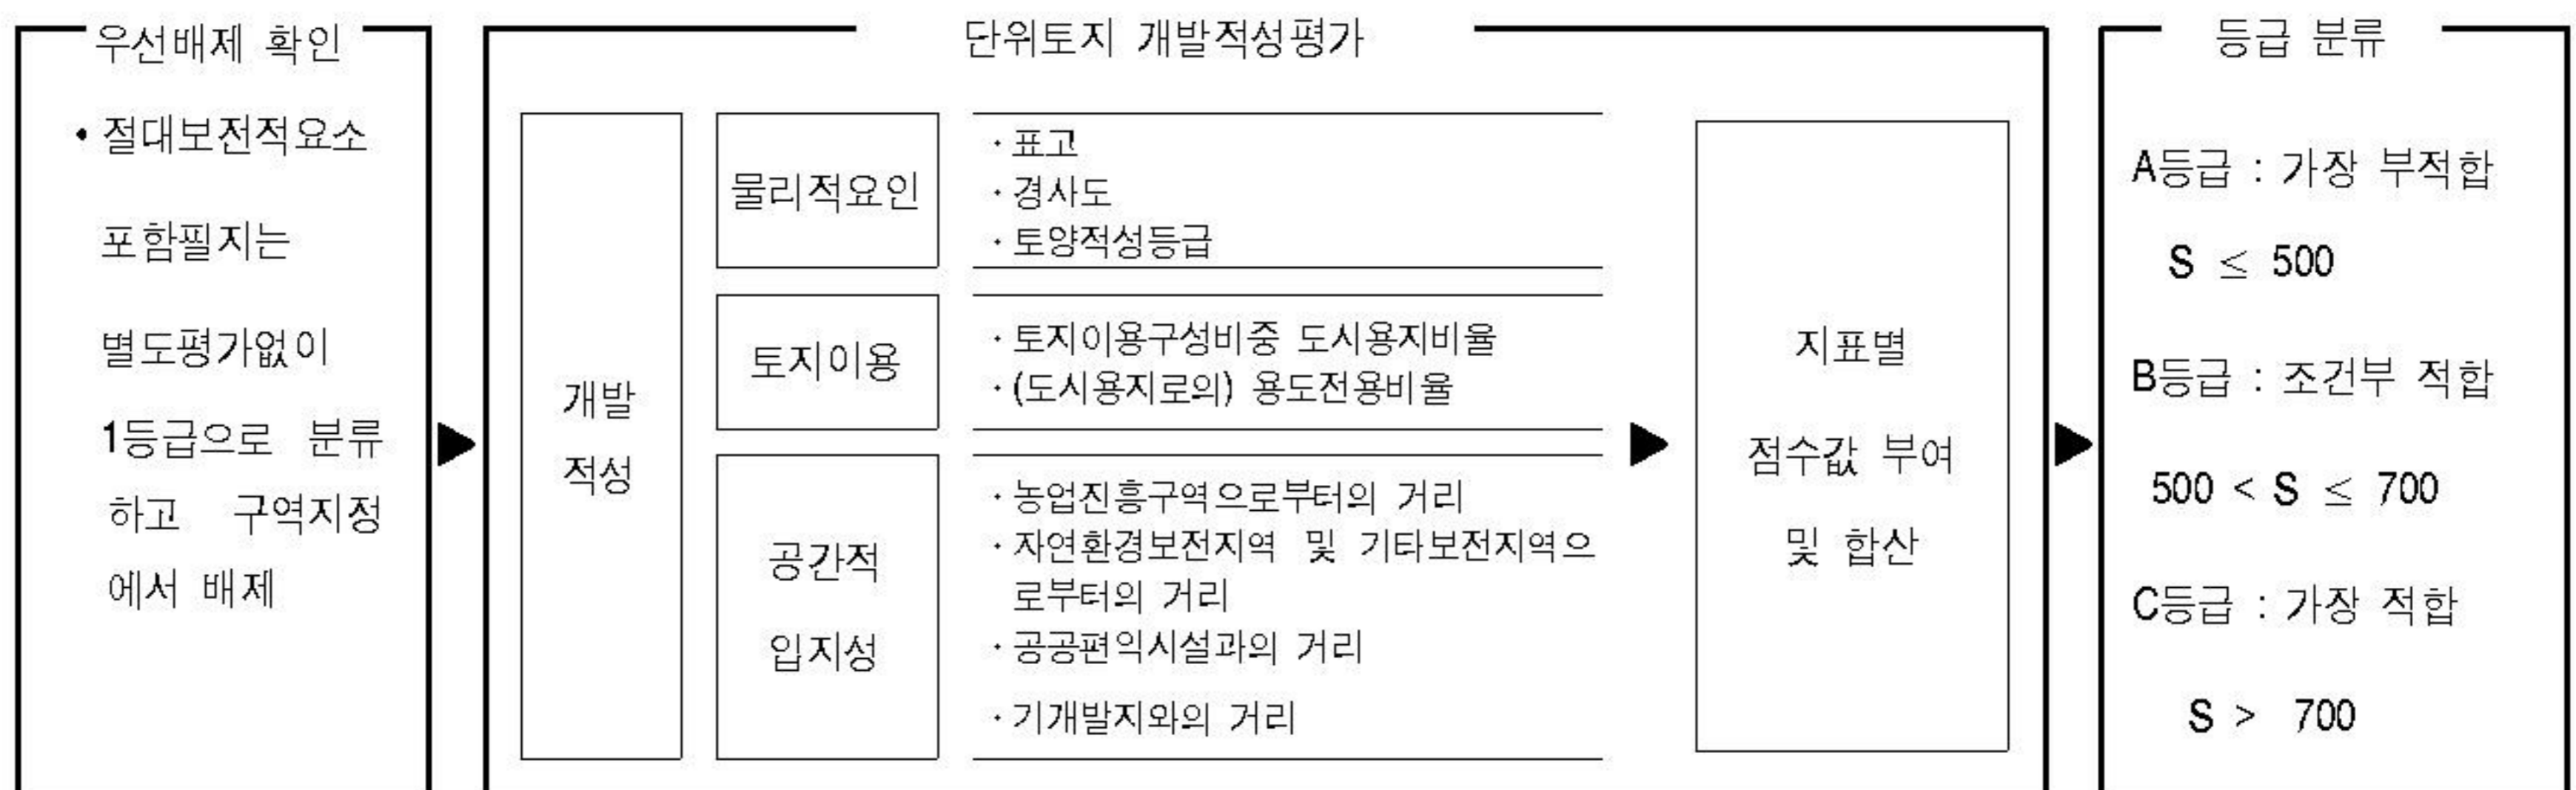 우선배제 확인
• 절대보전적요소
포함필지는
별도평가없이
1등급으로 분류
하고 구역지정
에서 배제
단위토지 개발적성평가
개발
적성
물리적요인
· 표고
· 경사도
· 토양적성등급
토지이용
· 토지이용구성비중 도시용지비율
· (도시용지로의) 용도전용비율
공간적
입지성
· 농업진흥구역으로부터의 거리
· 자연환경보전지역 및 기타보전지역으
로부터의 거리
· 공공편익시설과의 거리
· 기개발지와의 거리
지표별
점수값 부여
및 합산
등급 분류
A등급 : 가장 부적합
S ≤ 500
B등급 : 조건부 적합
500 < S ≤ 700
C등급 : 가장 적합
S > 700